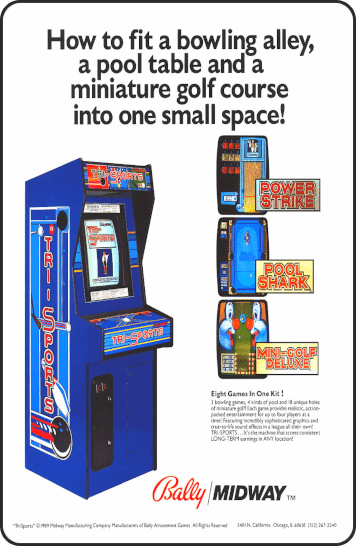 How to fit a bowling alley,
a pool table and a
miniature golf course
into one small space!
TRI-SPORTS
TRI-SPORTS
TRI-SPORTS
TRI-SPORTS
POWER
STRIKE
POOL
SHARK
MINI-GOLF
DELUXE
Eight Games In One Kit !
3 bowling games, 4 kinds of pool and 18 unique holes
of miniature golf! Each game provides realistic, action-
packed entertainment for up to four players at a
time! Featuring incredibly sophisticated graphics and
true-to-life sound effects in a league all their own!
TRI-SPORTS ... It's the machine that scores consistent
LONG-TERM earnings in ANY location!
Bally MIDWAY TM
"Tri-Sports" © 1989 Midway Manufacturing Company Manufacturers of Bally Amusement Games All Rights Reserved 3401 N. California Chicago, IL 60618 (312) 267-2240